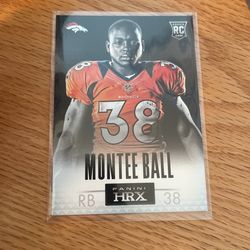 RC
38
MONTEE BALL
PANINI
RB HRX 38